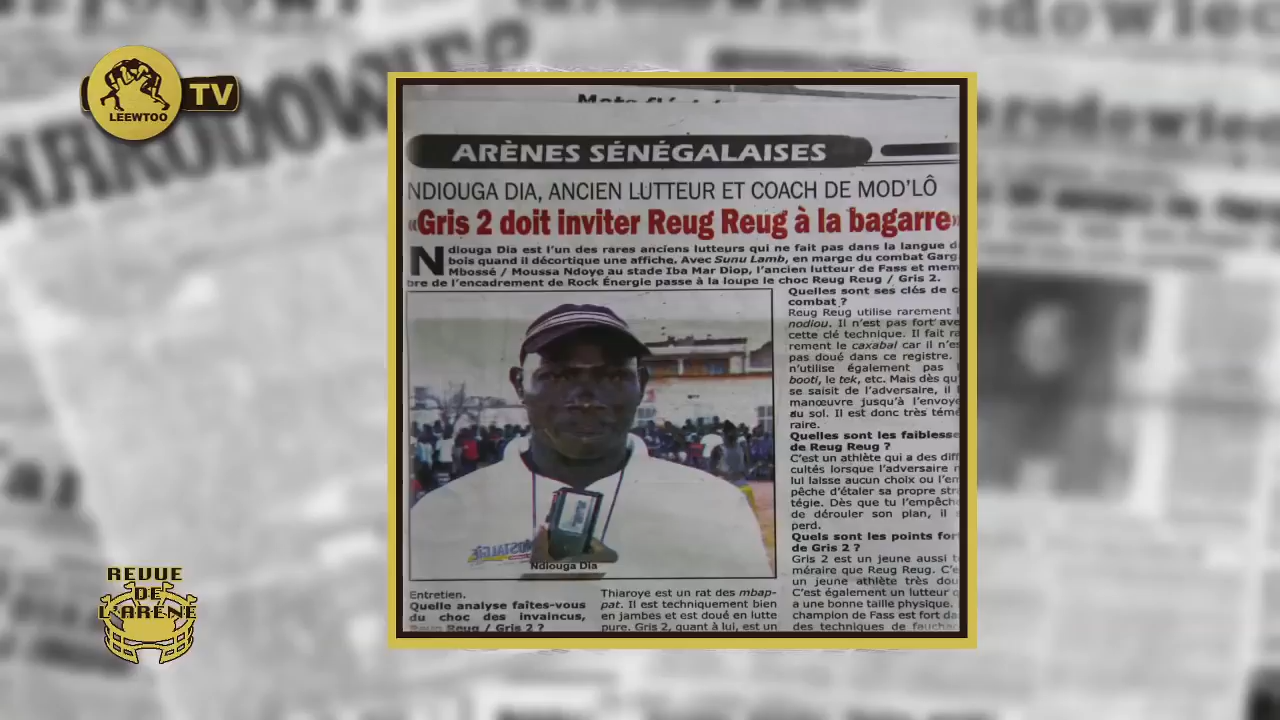 LEEWTOO
TV
NARODOWIEC
ARÈNES SÉNÉGALAISES
NDIOUGA DIA, ANCIEN LUTTEUR ET COACH DE MOD'LÔ
«Gris 2 doit inviter Reug Reug à la bagarre»
Ndiouga Dia est l'un des rares anciens lutteurs qui ne fait pas dans la langue d
bois quand il décortique une affiche. Avec Sunu Lamb, en marge du combat Garga
Mbossé / Moussa Ndoye au stade Iba Mar Diop, l'ancien lutteur de Fass et mem
bre de l'encadrement de Rock Énergie passe à la loupe le choc Reug Reug / Gris 2.
NOSTALGIE
Ndiouga Dia
Entretien.
Quelle analyse faîtes-vous
du choc des invaincus,
Reug Reug / Gris 2 ?
Thiaroye est un rat des mbap-
pat. Il est techniquement bien
en jambes et est doué en lutte
pure. Gris 2, quant à lui, est un
Quelles sont ses clés de c
combat ?
Reug Reug utilise rarement l
nodiou. Il n'est pas fort ave
cette clé technique. Il fait ra
rement le caxabal car il n'es
pas doué dans ce registre.
n'utilise également pas l
booti, le tek, etc. Mais dès qu'
se saisit de l'adversaire, il l
manœuvre jusqu'à l'envoye
au sol. Il est donc très témé
raire.
Quelles sont les faiblesse
de Reug Reug ?
C'est un athlète qui a des diff
cultés lorsque l'adversaire n
lui laisse aucun choix ou l'em
pêche d'étaler sa propre stra
tégie. Dès que tu l'empêche
de dérouler son plan, il s
perd.
Quels sont les points for
de Gris 2 ?
Gris 2 est un jeune aussi t
méraire que Reug Reug. C'e
un jeune athlète très dou
C'est également un lutteur q
a une bonne taille physique.
champion de Fass est fort da
des techniques de fauchag
REVUE
DE
L'ARÈNE